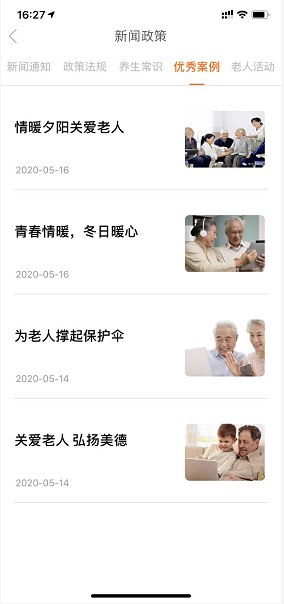 16:27
新闻政策
新闻通知 政策法规 养生常识 优秀案例 老人活动
情暖夕阳关爱老人
2020-05-16
青春情暖，冬日暖心
2020-05-16
为老人撑起保护伞
2020-05-14
关爱老人 弘扬美德
2020-05-14